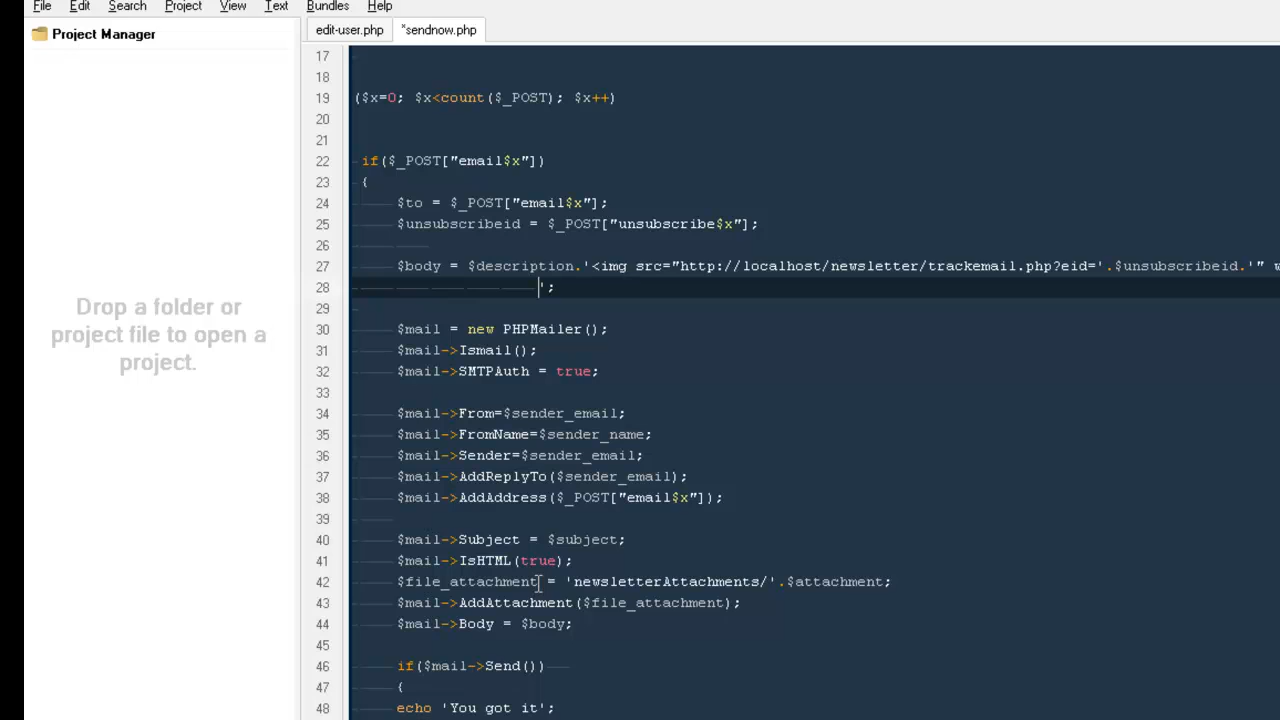 File Edit Search Project View Text Bundles Help
Project Manager
edit-user.php *sendnow.php
Drop a folder or
project file to open a
project.
17
18
19 ($x=0; $x<count($_POST); $x++)
20
21
22 if($_POST["email$x"])
23 {
24 $to = $_POST["email$x"];
25 $unsubscribeid = $_POST["unsubscribe$x"];
26
27 $body = $description.'<img src="http://localhost/newsletter/trackemail.php?eid='.$unsubscribeid.'" w
28 ';
29
30 $mail = new PHPMailer();
31 $mail->Ismail();
32 $mail->SMTPAuth = true;
33
34 $mail->From=$sender_email;
35 $mail->FromName=$sender_name;
36 $mail->Sender=$sender_email;
37 $mail->AddReplyTo($sender_email);
38 $mail->AddAddress($_POST["email$x"]);
39
40 $mail->Subject = $subject;
41 $mail->IsHTML(true);
42 $file_attachment = 'newsletterAttachments/'.$attachment;
43 $mail->AddAttachment($file_attachment);
44 $mail->Body = $body;
45
46 if($mail->Send())
47 {
48 echo 'You got it';